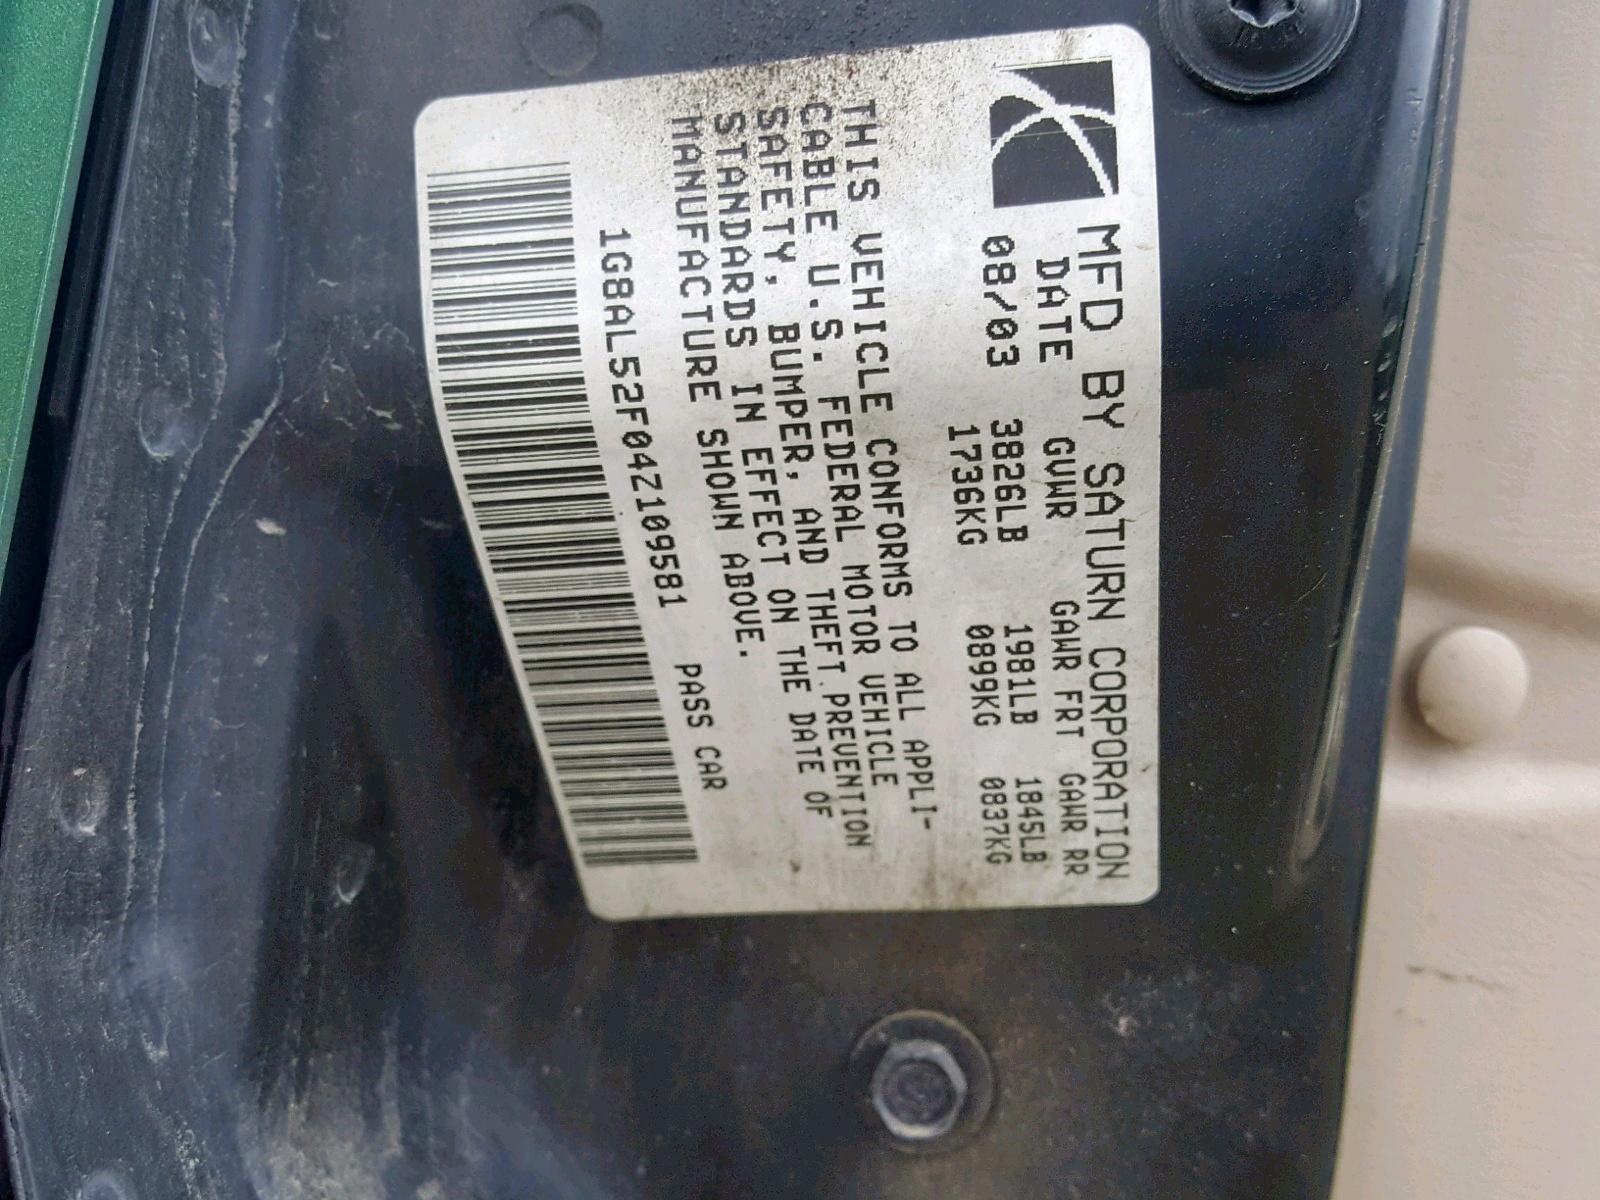 MFD BY SATURN CORPORATION
DATE GVWR GAWR FRT GAWR RR
08/03 3826LB 1981LB 1845LB
1736KG 0899KG 0837KG
THIS VEHICLE CONFORMS TO ALL APPLI-
CABLE U.S. FEDERAL MOTOR VEHICLE
SAFETY, BUMPER, AND THEFT PREVENTION
STANDARDS IN EFFECT ON THE DATE OF
MANUFACTURE SHOWN ABOVE.
1G8AL52F04Z109581 PASS CAR